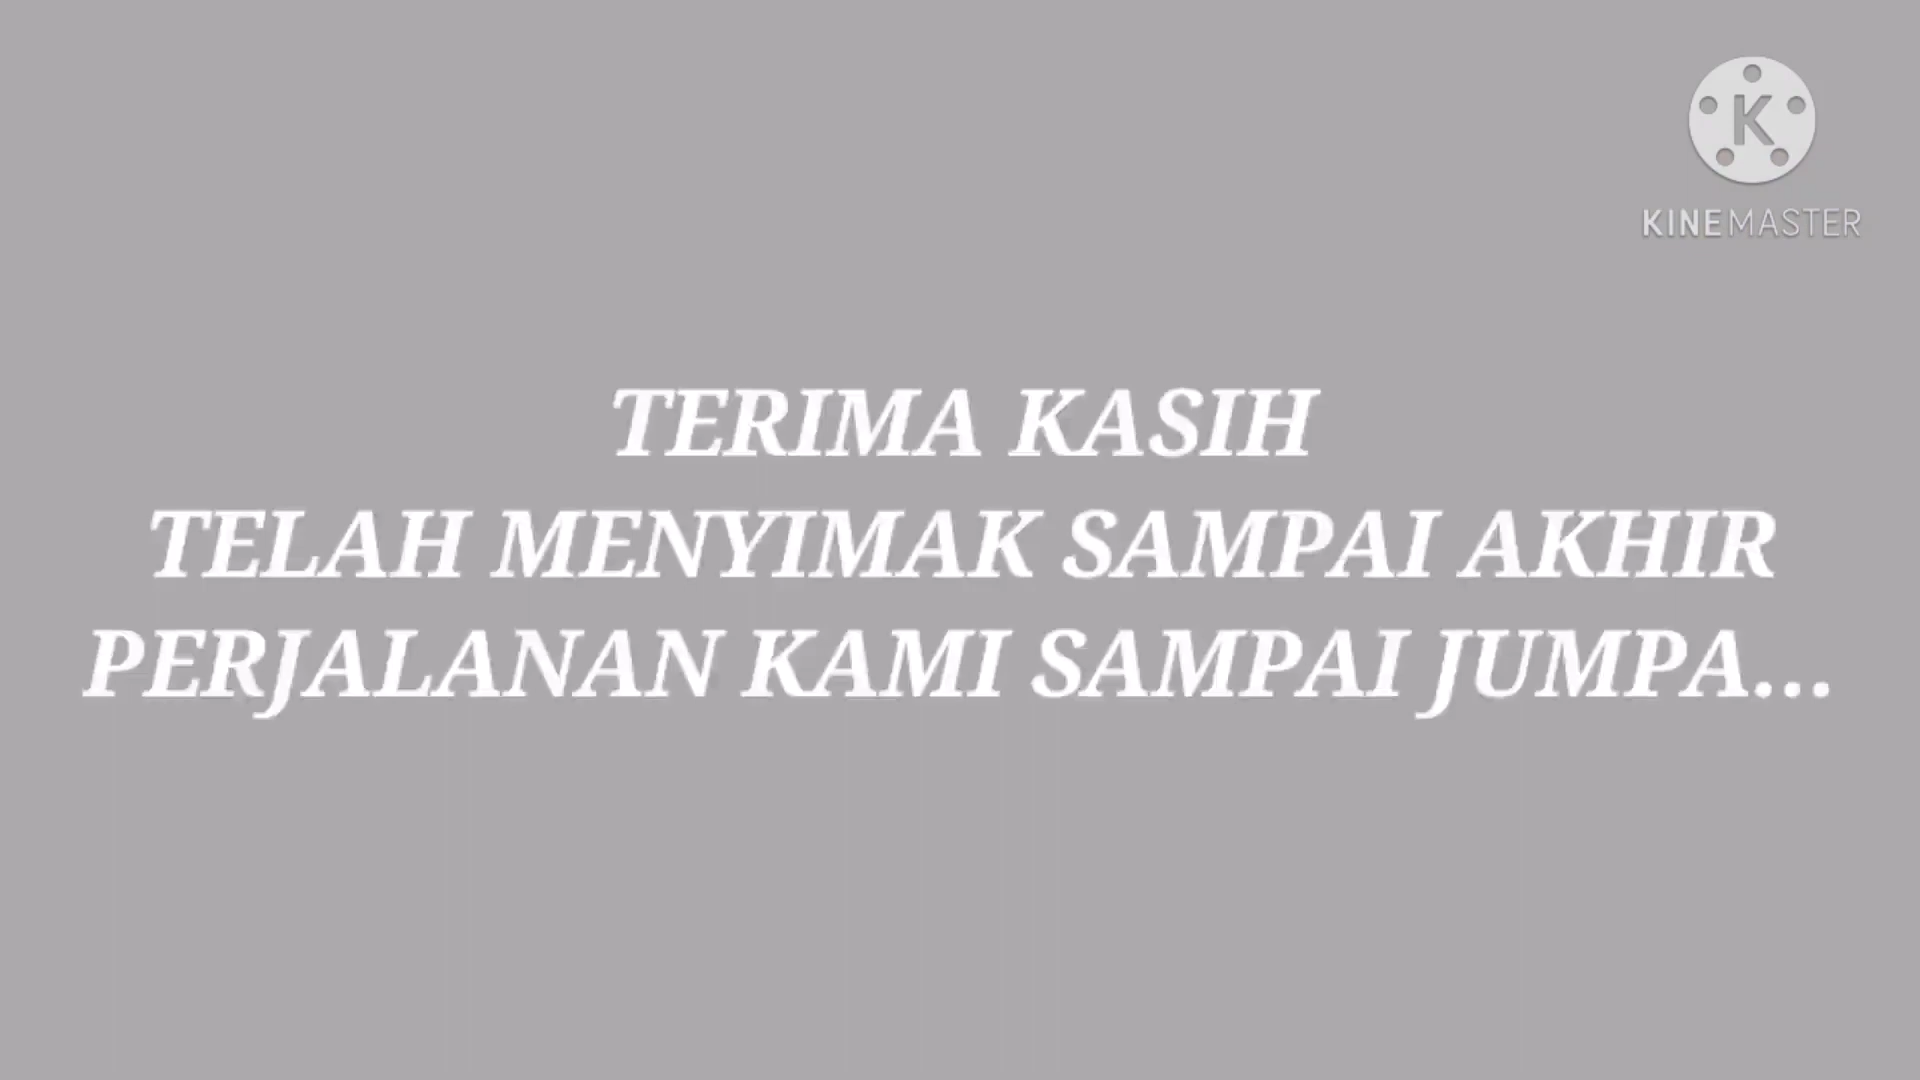 K
KINEMASTER
TERIMA KASIH
TELAH MENYIMAK SAMPAI AKHIR
PERJALANAN KAMI SAMPAI JUMPA...